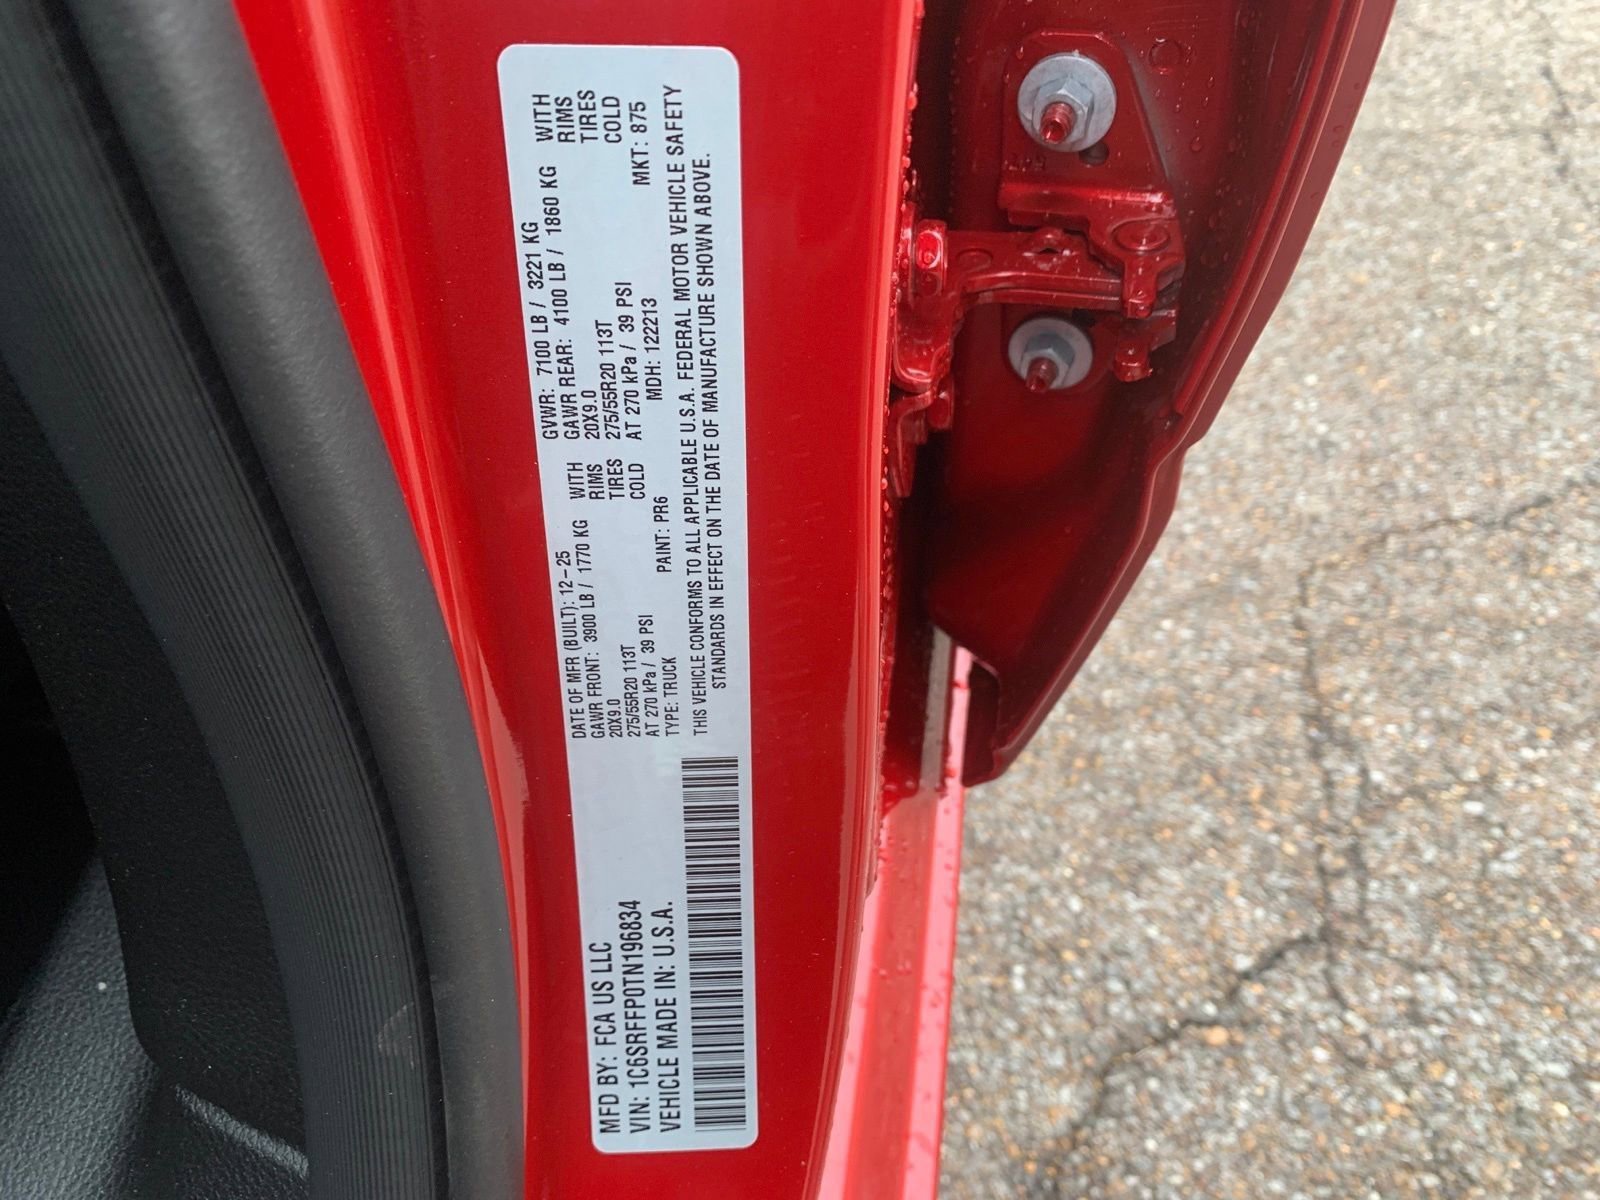 MFD BY: FCA US LLC
VIN: 1C6SRFFP0TN196834
VEHICLE MADE IN: U.S.A.
DATE OF MFR (BUILT): 12-25
GAWR FRONT: 3900 LB / 1770 KG WITH
20X9.0 RIMS
275/55R20 113T TIRES
AT 270 kPa / 39 PSI COLD
TYPE: TRUCK PAINT: PR6
GVWR: 7100 LB / 3221 KG
GAWR REAR: 4100 LB / 1860 KG WITH
20X9.0 RIMS
275/55R20 113T TIRES
AT 270 kPa / 39 PSI COLD
MDH: 122213 MKT: 875
THIS VEHICLE CONFORMS TO ALL APPLICABLE U.S.A. FEDERAL MOTOR VEHICLE SAFETY
STANDARDS IN EFFECT ON THE DATE OF MANUFACTURE SHOWN ABOVE.